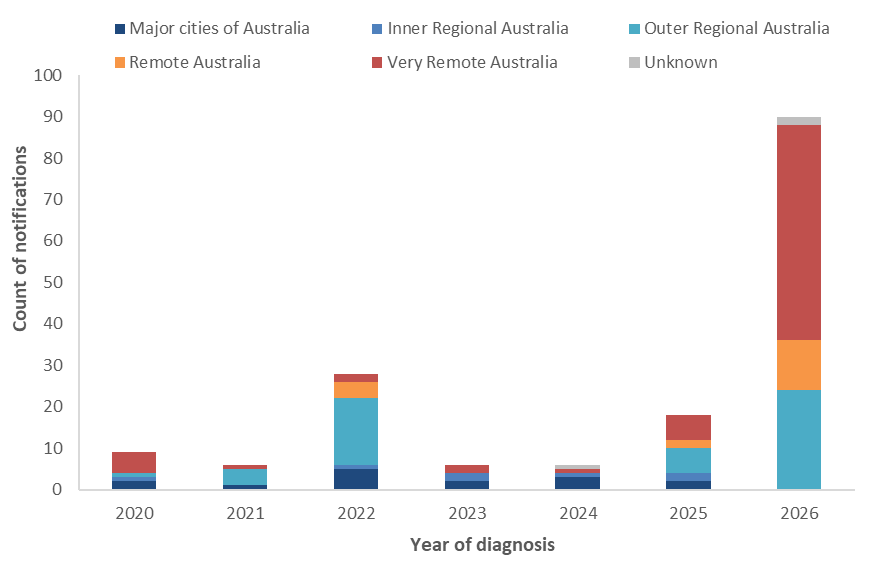 Major cities of Australia Inner Regional Australia Outer Regional Australia
Remote Australia Very Remote Australia Unknown
100
90
80
70
60
50
40
30
20
10
0
Count of notifications
2020 2021 2022 2023 2024 2025 2026
Year of diagnosis